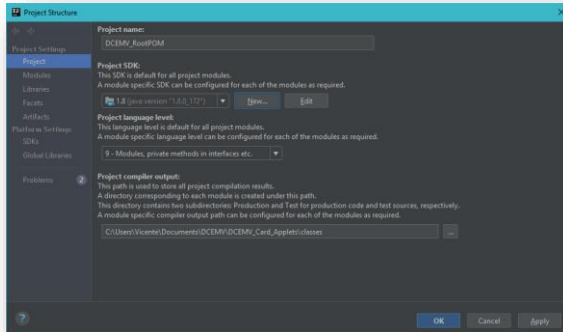 Project Structure
Project Settings
Project
Modules
Libraries
Facets
Artifacts
Platform Settings
SDKs
Global Libraries
Problems 2
Project name:
DCEMV_RootPOM
Project SDK:
This SDK is default for all project modules.
A module specific SDK can be configured for each of the modules as required.
1.8 (java version "1.8.0_172") New... Edit
Project language level:
This language level is default for all project modules.
A module specific language level can be configured for each of the modules as required.
9 - Modules, private methods in interfaces etc.
Project compiler output:
This path is used to store all project compilation results.
A directory corresponding to each module is created under this path.
This directory contains two subdirectories: Production and Test for production code and test sources, respectively.
A module specific compiler output path can be configured for each of the modules as required.
C:\Users\Vicente\Documents\DCEMV\DCEMV_Card_Applets\classes ...
? OK Cancel Apply